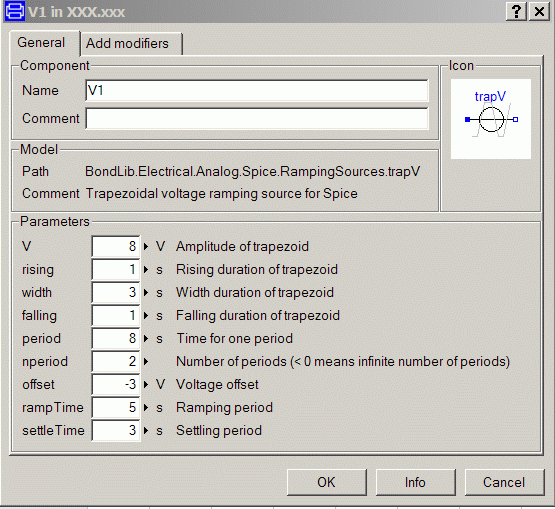 V1 in XXX.xxx
General Add modifiers
Component
Name V1
Comment
Icon
trapV
Model
Path BondLib.Electrical.Analog.Spice.RampingSources.trapV
Comment Trapezoidal voltage ramping source for Spice
Parameters
V 8 V Amplitude of trapezoid
rising 1 s Rising duration of trapezoid
width 3 s Width duration of trapezoid
falling 1 s Falling duration of trapezoid
period 8 s Time for one period
nperiod 2 Number of periods (< 0 means infinite number of periods)
offset -3 V Voltage offset
rampTime 5 s Ramping period
settleTime 3 s Settling period
OK Info Cancel